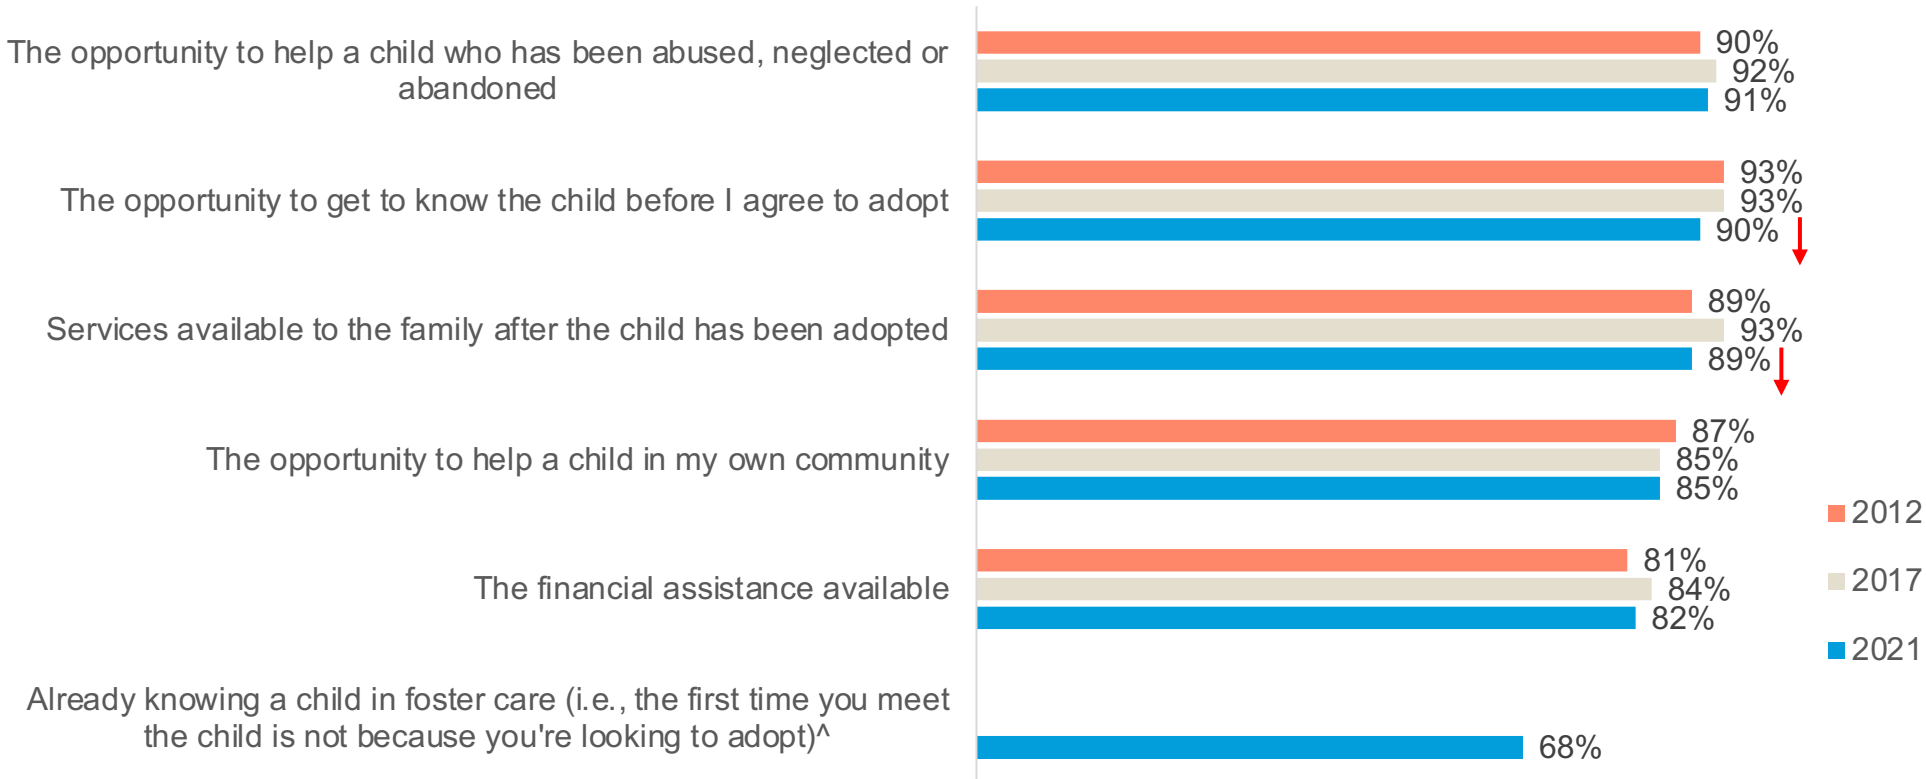 The opportunity to help a child who has been abused, neglected or
abandoned
90%
92%
91%
The opportunity to get to know the child before I agree to adopt
93%
93%
90%
Services available to the family after the child has been adopted
89%
93%
89%
The opportunity to help a child in my own community
87%
85%
85%
The financial assistance available
81%
84%
82%
Already knowing a child in foster care (i.e., the first time you meet
the child is not because you're looking to adopt)^
68%
2012
2017
2021